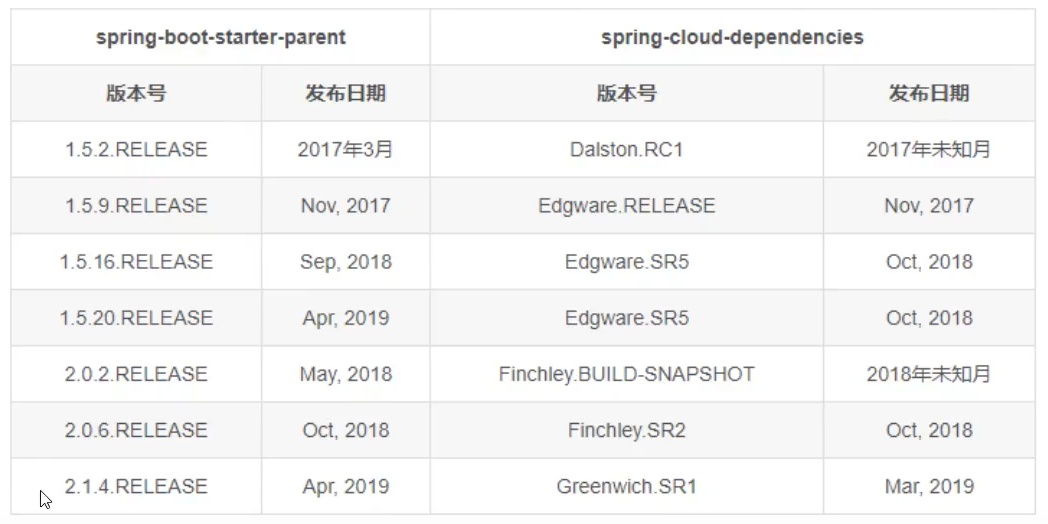 spring-boot-starter-parent spring-cloud-dependencies
版本号 发布日期 版本号 发布日期
1.5.2.RELEASE 2017年3月 Dalston.RC1 2017年未知月
1.5.9.RELEASE Nov, 2017 Edgware.RELEASE Nov, 2017
1.5.16.RELEASE Sep, 2018 Edgware.SR5 Oct, 2018
1.5.20.RELEASE Apr, 2019 Edgware.SR5 Oct, 2018
2.0.2.RELEASE May, 2018 Finchley.BUILD-SNAPSHOT 2018年未知月
2.0.6.RELEASE Oct, 2018 Finchley.SR2 Oct, 2018
2.1.4.RELEASE Apr, 2019 Greenwich.SR1 Mar, 2019